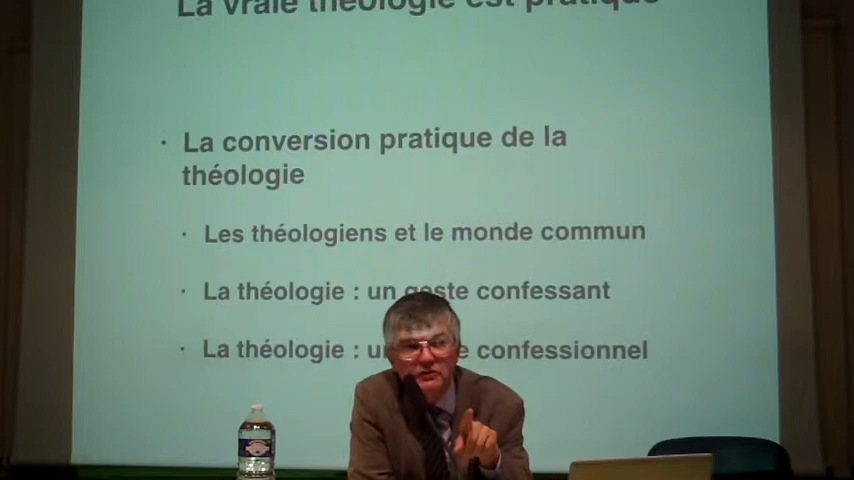 La vraie théologie est pratique
· La conversion pratique de la
théologie
· Les théologiens et le monde commun
· La théologie : un geste confessant
· La théologie : u e confessionnel